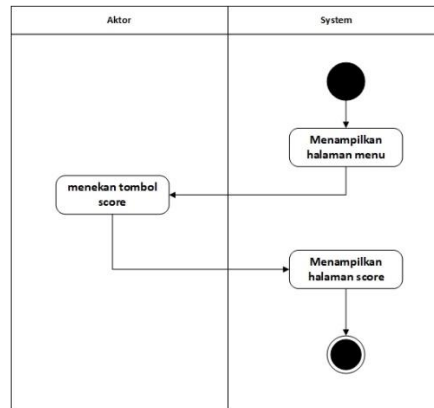 Aktor
System
Menampilkan
halaman menu
menekan tombol
score
Menampilkan
halaman score